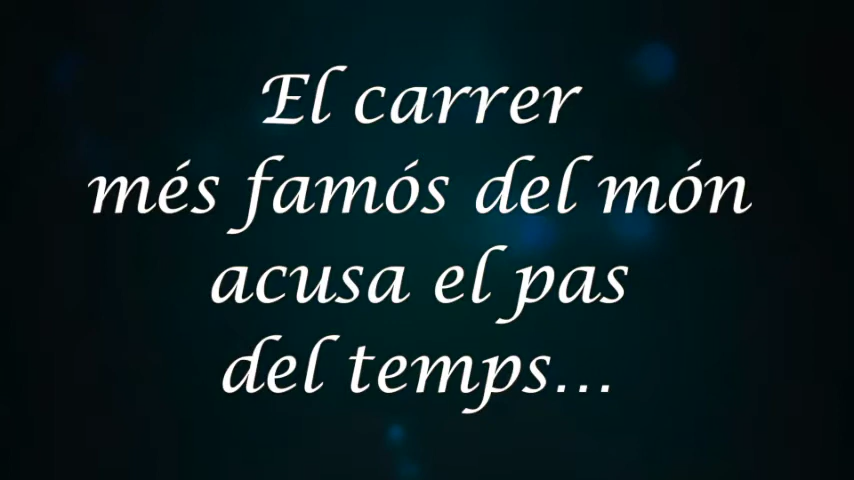 El carrer
més famós del món
acusa el pas
del temps...